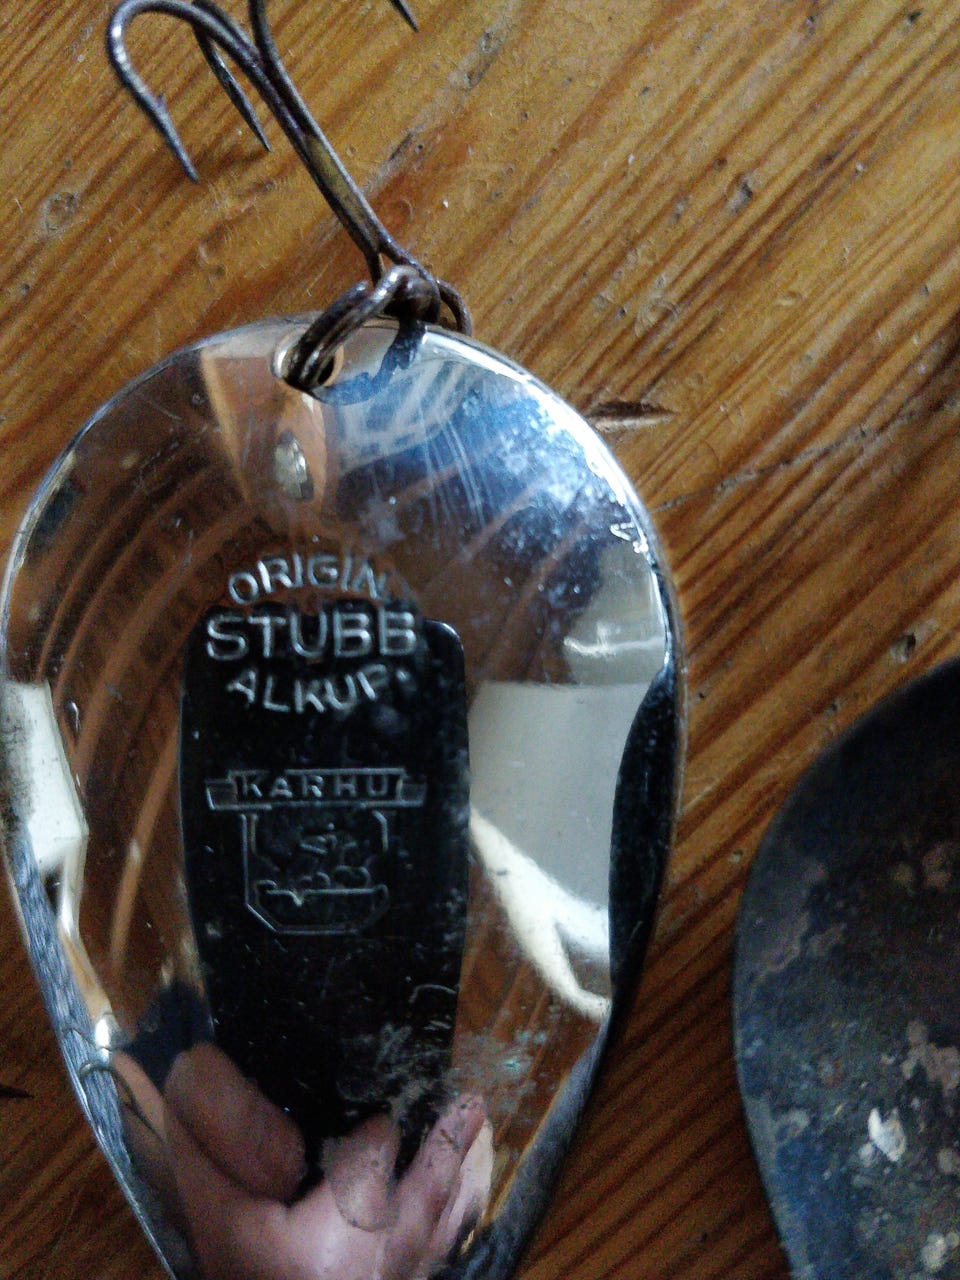 ORIGIN
STUBB
ALKUP.
KARHU